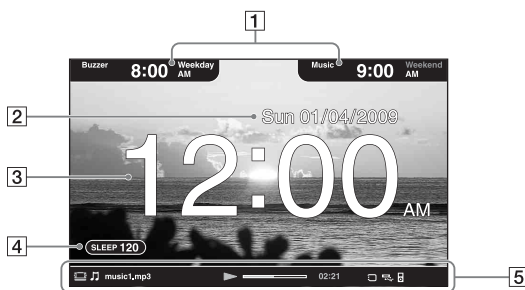 1
Buzzer 8:00 Weekday AM
Music 9:00 Weekend AM
2 Sun 01/04/2009
3 12:00 AM
4 SLEEP 120
music1.mp3 02:21
5